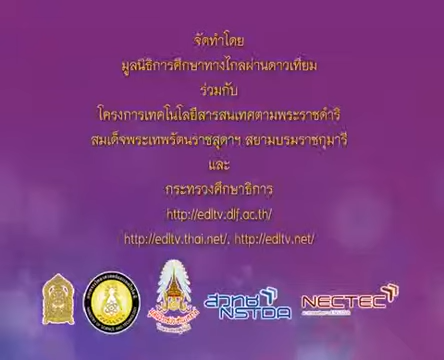 จัดทำโดย
มูลนิธิการศึกษาทางไกลผ่านดาวเทียม
ร่วมกับ
โครงการเทคโนโลยีสารสนเทศตามพระราชดำริ
สมเด็จพระเทพรัตนราชสุดาฯ สยามบรมราชกุมารี
และ
กระทรวงศึกษาธิการ
http://edltv.dlf.ac.th/
http://edltv.thai.net/, http://edltv.net/
สวทช
NSTDA
NECTEC